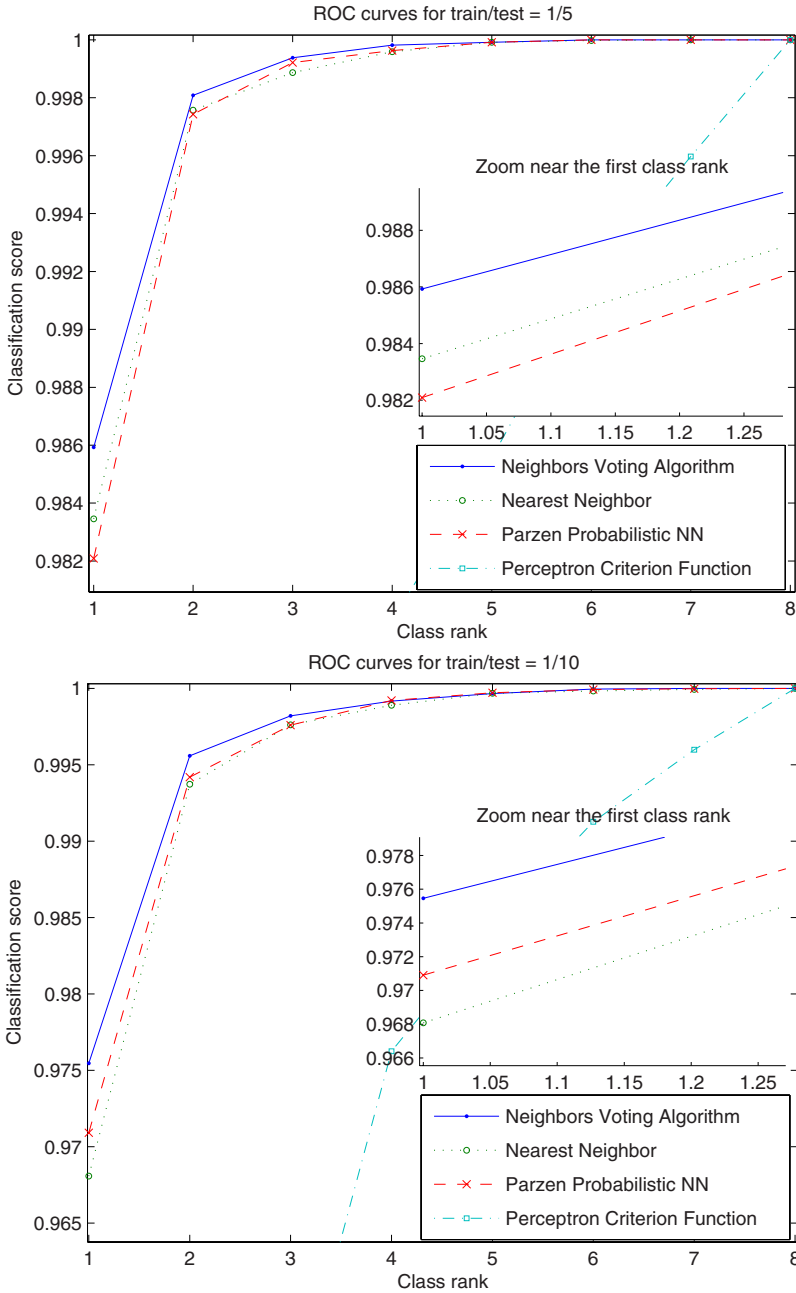 ROC curves for train/test = 1/5
1
0.998
0.996
0.994
0.992
0.99
0.988
0.986
0.984
0.982
Classification score
Zoom near the first class rank
0.988
0.986
0.984
0.982
1 1.05 1.1 1.15 1.2 1.25
Neighbors Voting Algorithm
Nearest Neighbor
Parzen Probabilistic NN
Perceptron Criterion Function
1 2 3 4 5 6 7 8
Class rank
ROC curves for train/test = 1/10
1
0.995
0.99
0.985
0.98
0.975
0.97
0.965
Classification score
Zoom near the first class rank
0.978
0.976
0.974
0.972
0.97
0.968
0.966
1 1.05 1.1 1.15 1.2 1.25
Neighbors Voting Algorithm
Nearest Neighbor
Parzen Probabilistic NN
Perceptron Criterion Function
1 2 3 4 5 6 7 8
Class rank